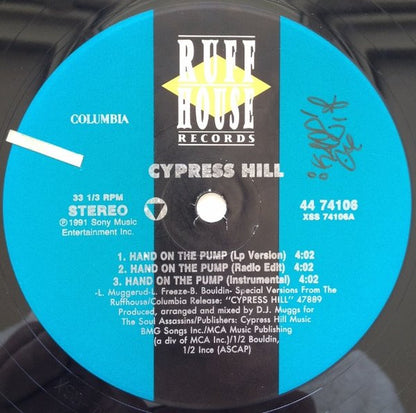 RUFF
HOUSE
RECORDS
COLUMBIA
CYPRESS HILL
33 1/3 RPM
STEREO
℗1991 Sony Music
Entertainment Inc.
44 74106
XSS 74106A
1. HAND ON THE PUMP (Lp Version) 4:02
2. HAND ON THE PUMP (Radio Edit) 4:02
3. HAND ON THE PUMP (Instrumental) 4:02
-L. Muggerud-L. Freeze-B. Bouldin- Special Versions From The
Ruffhouse/Columbia Release: "CYPRESS HILL" 47889
Produced, arranged and mixed by D.J. Muggs for
The Soul Assassins/Publishers: Cypress Hill Music
BMG Songs Inc./MCA Music Publishing
(a div of MCA Inc.)/1/2 Bouldin,
1/2 Ince (ASCAP)